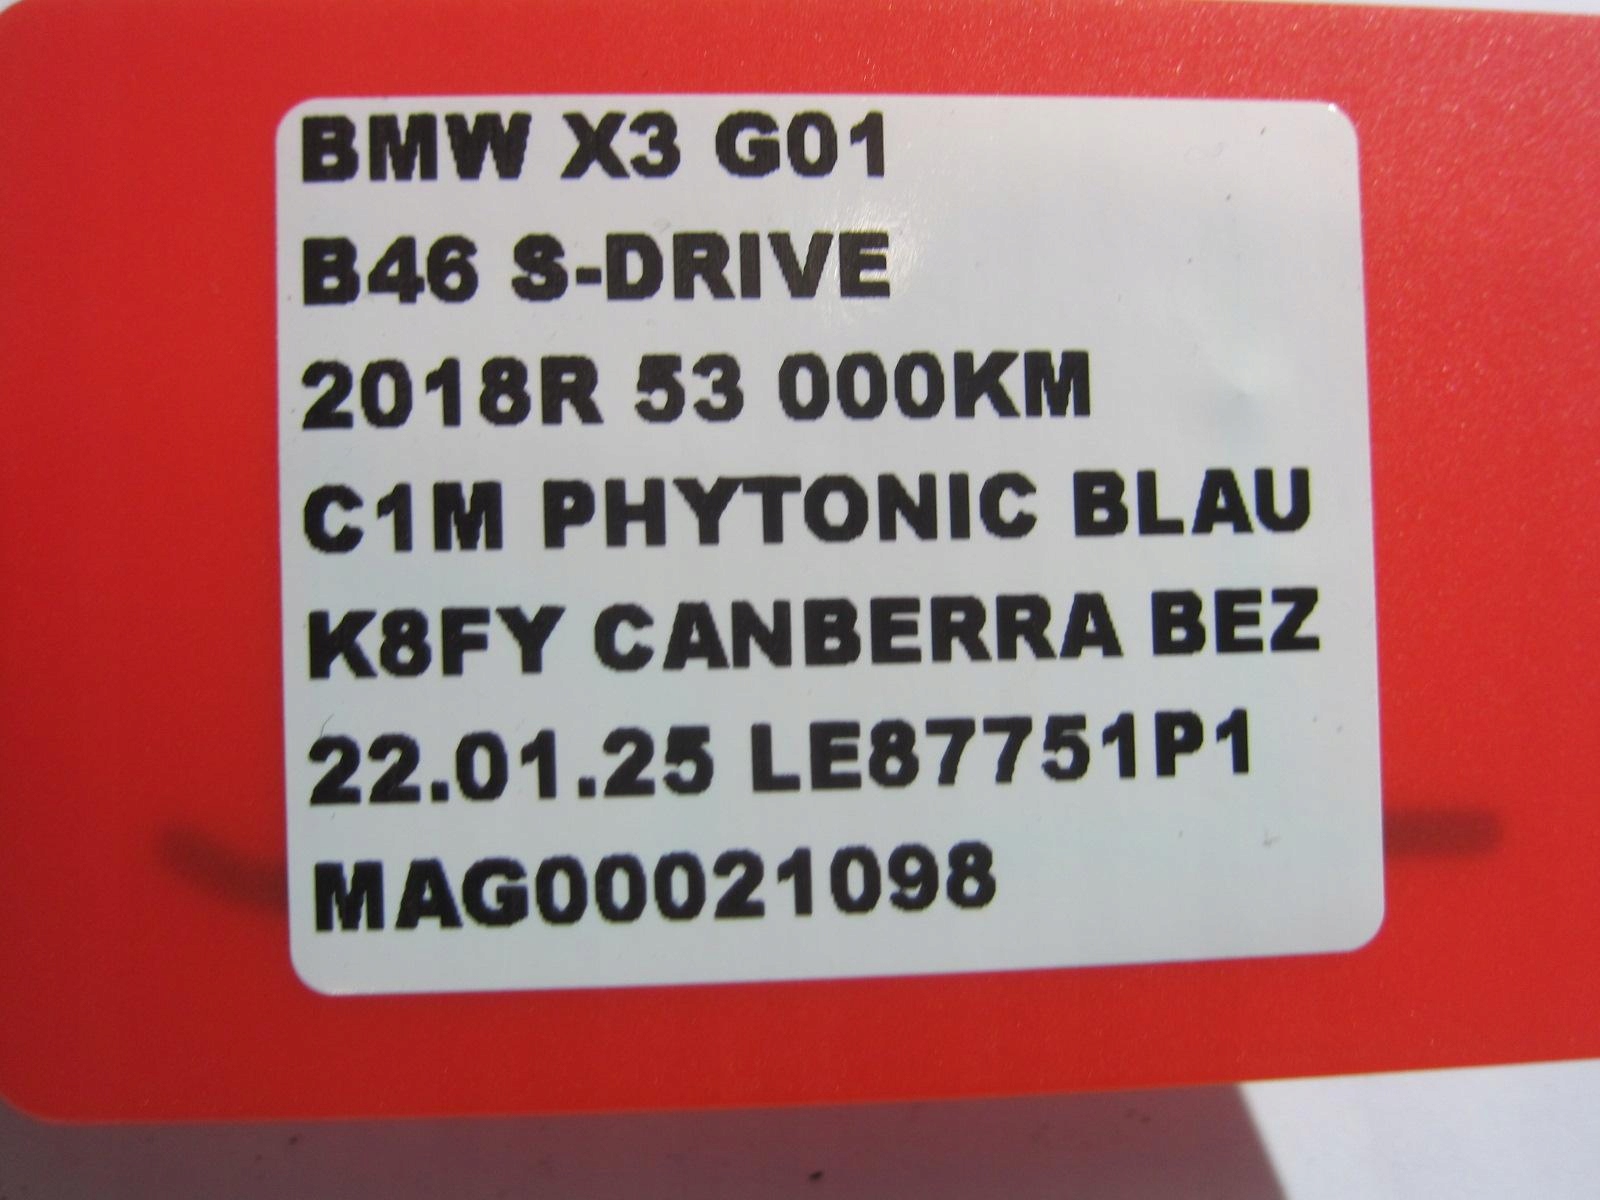 BMW X3 G01
B46 S-DRIVE
2018R 53 000KM
C1M PHYTONIC BLAU
K8FY CANBERRA BEZ
22.01.25 LE87751P1
MAG00021098